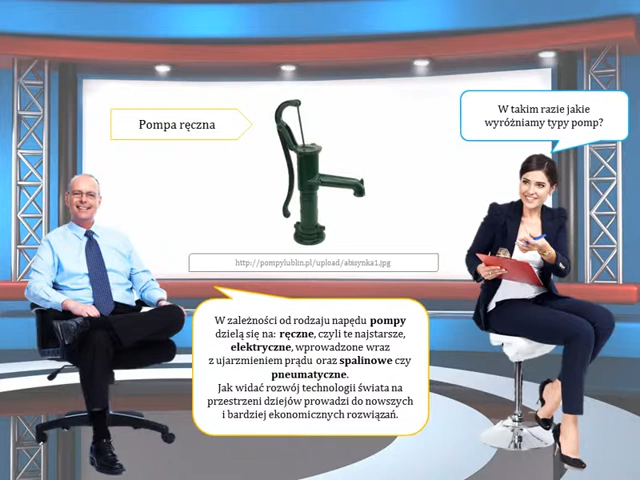 Pompa ręczna
W takim razie jakie
wyróżniamy typy pomp?
http://pompylublin.pl/upload/abisynka1.jpg
W zależności od rodzaju napędu pompy
dzielą się na: ręczne, czyli te najstarsze,
elektryczne, wprowadzone wraz
z ujarzmieniem prądu oraz spalinowe czy
pneumatyczne.
Jak widać rozwój technologii świata na
przestrzeni dziejów prowadzi do nowszych
i bardziej ekonomicznych rozwiązań.